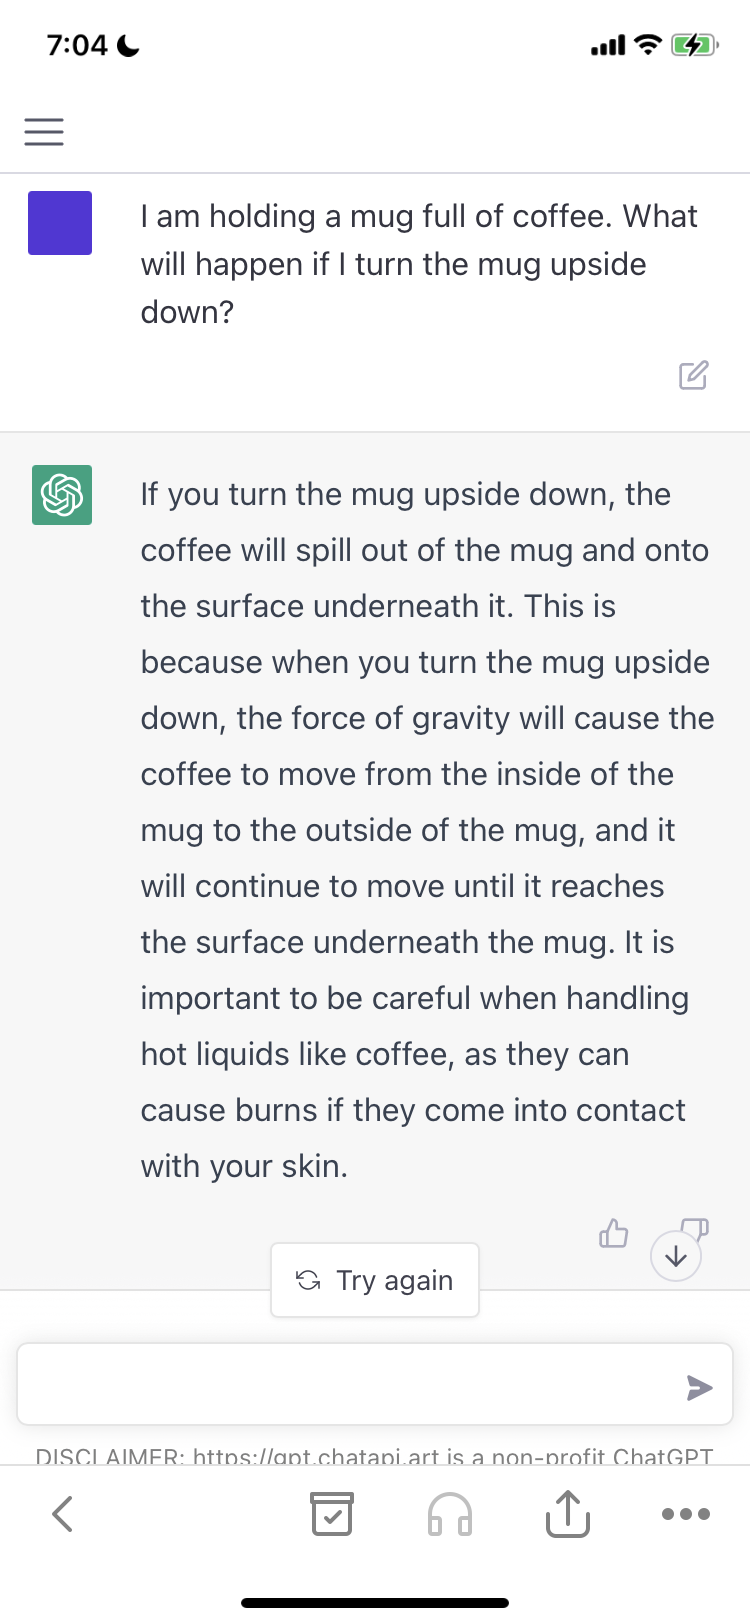 7:04
I am holding a mug full of coffee. What
will happen if I turn the mug upside
down?
If you turn the mug upside down, the
coffee will spill out of the mug and onto
the surface underneath it. This is
because when you turn the mug upside
down, the force of gravity will cause the
coffee to move from the inside of the
mug to the outside of the mug, and it
will continue to move until it reaches
the surface underneath the mug. It is
important to be careful when handling
hot liquids like coffee, as they can
cause burns if they come into contact
with your skin.
Try again
DISCLAIMER: https://gpt.chatapi.art is a non-profit ChatGPT